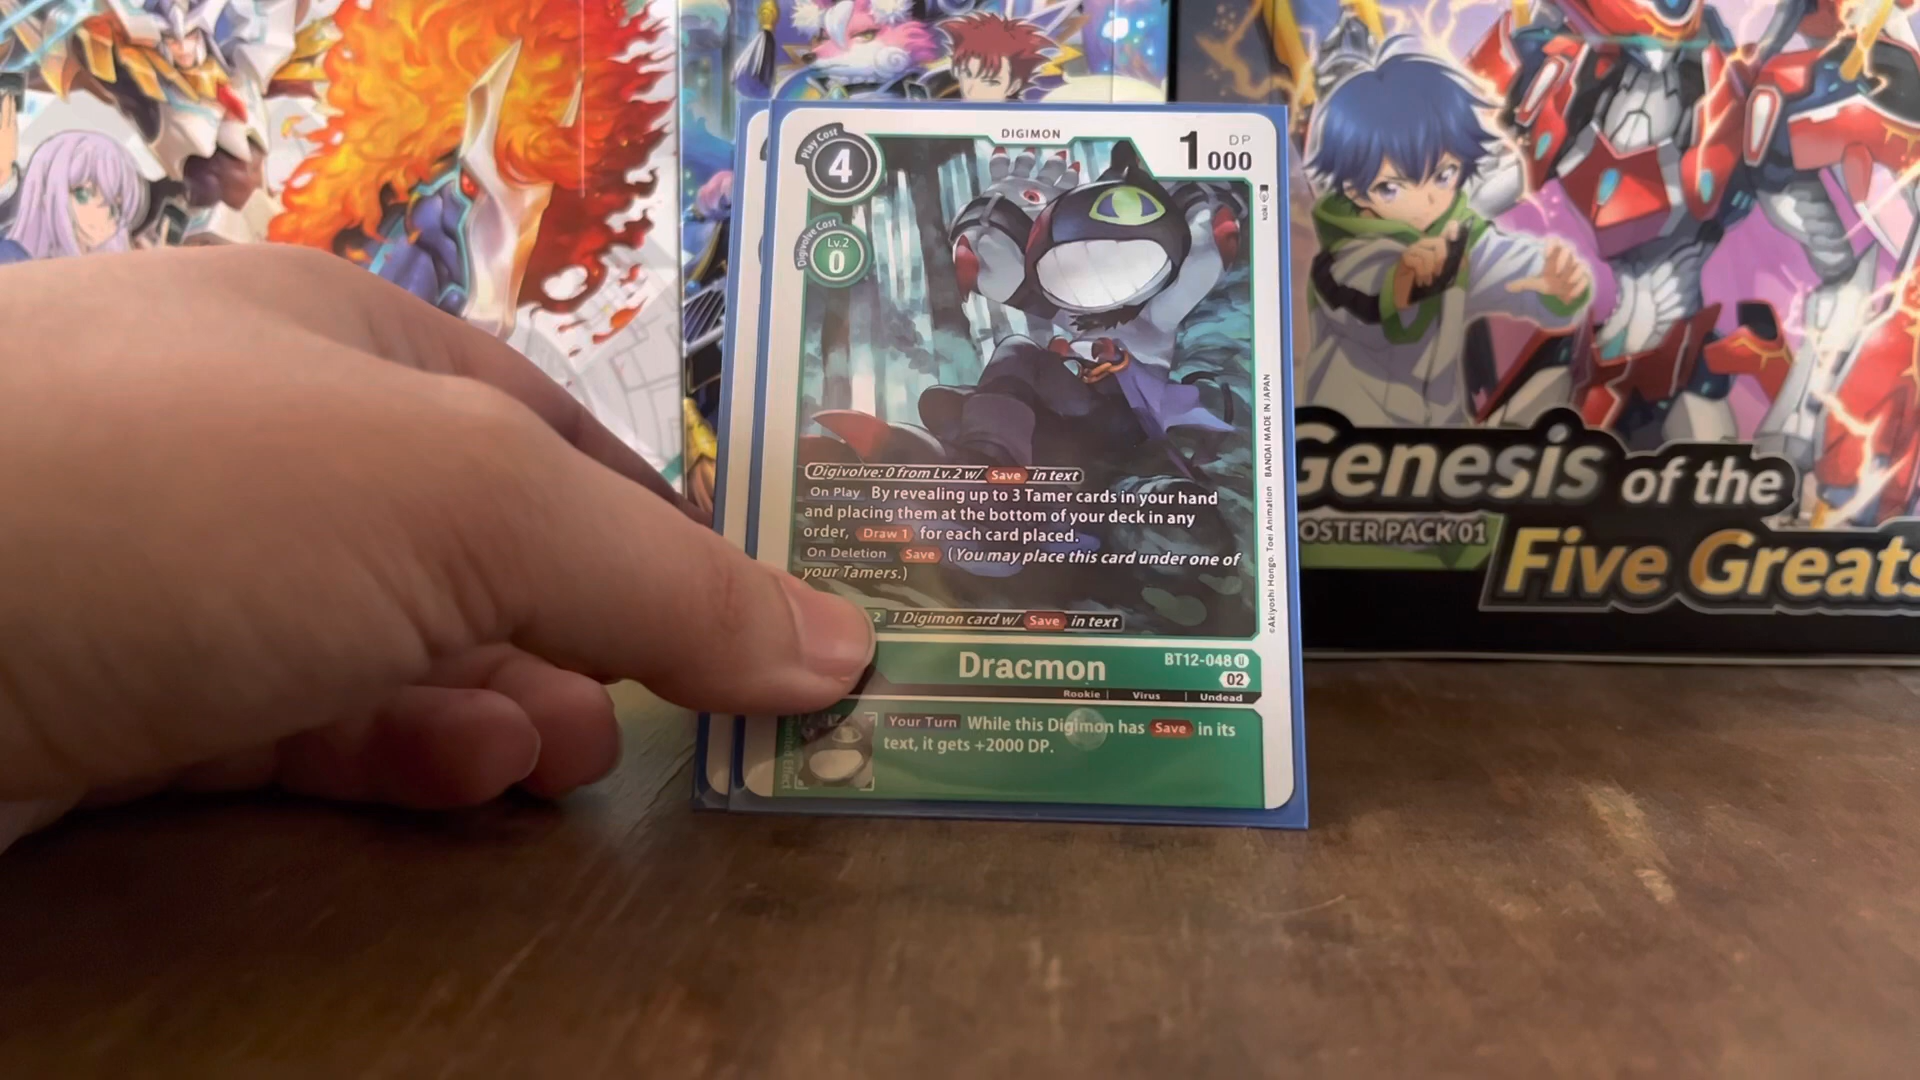 Play Cost
4
DIGIMON
DP
1000
Digivolve Cost
Lv.2
0
koki
Digivolve: 0 from Lv.2 w/ Save in text
On Play By revealing up to 3 Tamer cards in your hand
and placing them at the bottom of your deck in any
order, Draw 1 for each card placed.
On Deletion Save (You may place this card under one of
your Tamers.)
2 1 Digimon card w/ Save in text
Dracmon
BT12-048 U
02
Rookie | Virus | Undead
Your Turn While this Digimon has Save in its
text, it gets +2000 DP.
©Akiyoshi Hongo, Toei Animation BANDAI MADE IN JAPAN
Genesis of the
OSTER PACK 01
Five Greats